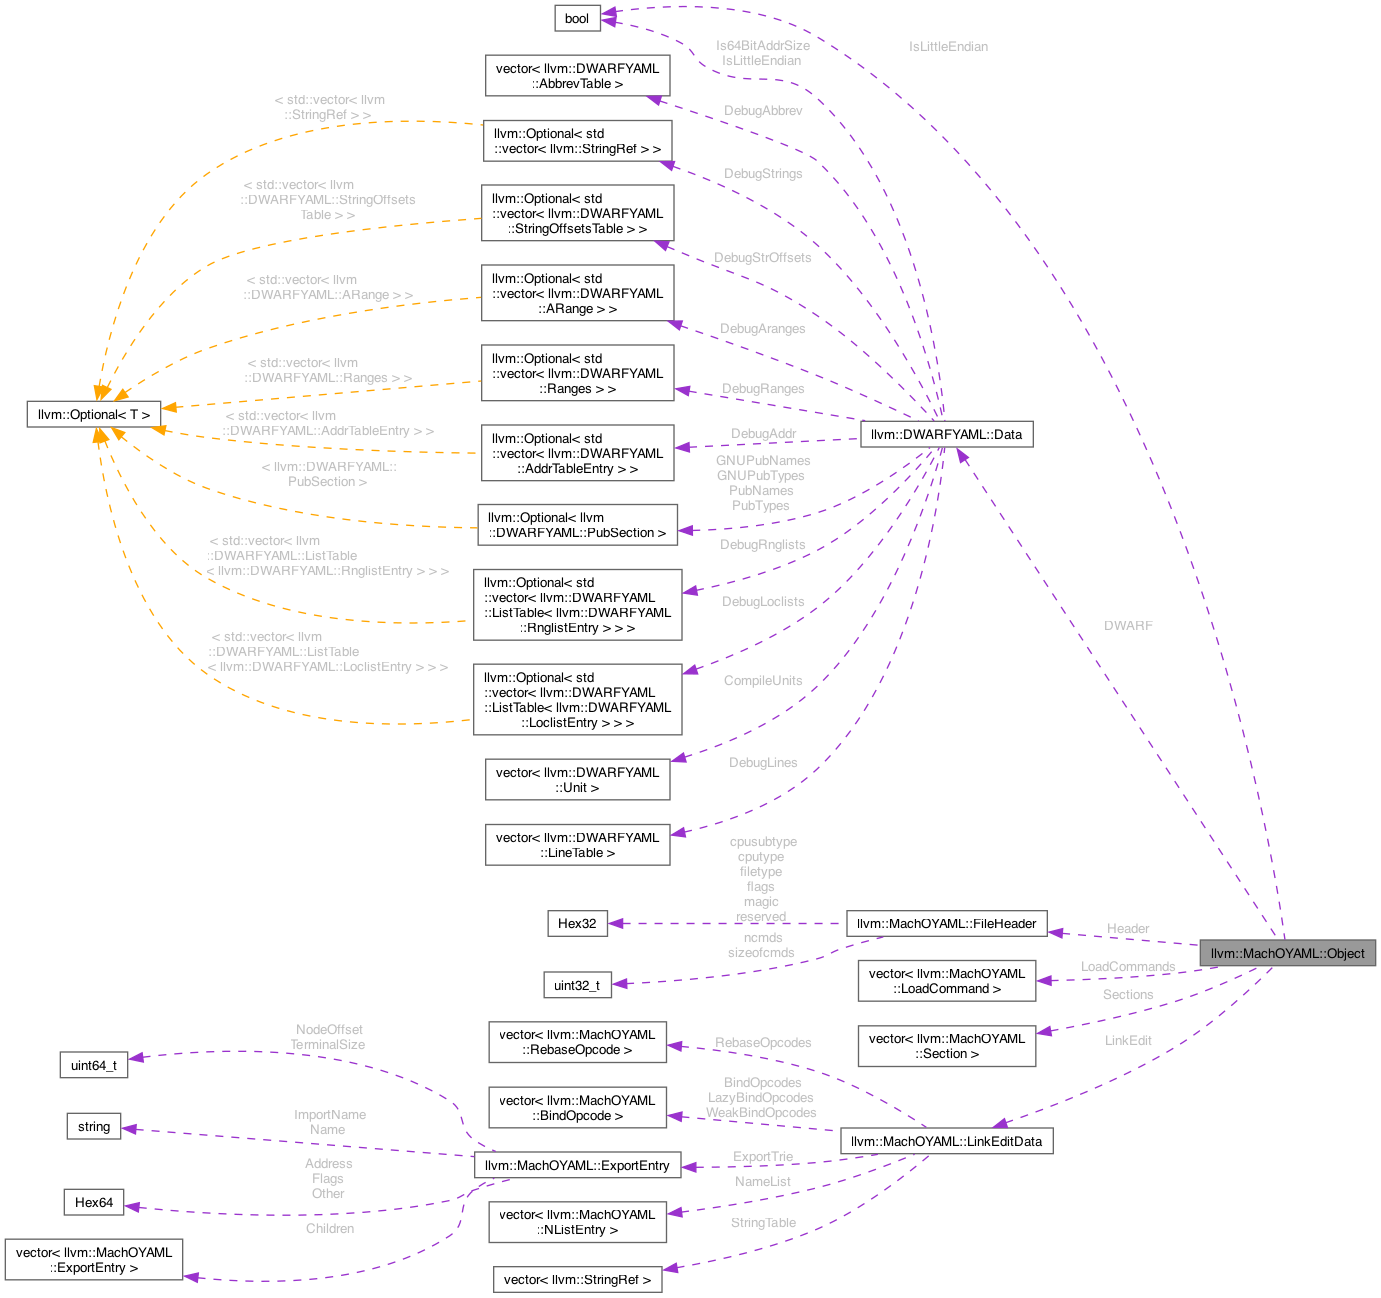 bool
IsLittleEndian
Is64BitAddrSize
IsLittleEndian
vector< llvm::DWARFYAML
::AbbrevTable >
DebugAbbrev
< std::vector< llvm
::StringRef > >
llvm::Optional< std
::vector< llvm::StringRef > >
DebugStrings
< std::vector< llvm
::DWARFYAML::StringOffsets
Table > >
llvm::Optional< std
::vector< llvm::DWARFYAML
::StringOffsetsTable > >
DebugStrOffsets
< std::vector< llvm
::DWARFYAML::ARange > >
llvm::Optional< std
::vector< llvm::DWARFYAML
::ARange > >
DebugAranges
< std::vector< llvm
::DWARFYAML::Ranges > >
llvm::Optional< std
::vector< llvm::DWARFYAML
::Ranges > >
DebugRanges
llvm::Optional< T >
< std::vector< llvm
::DWARFYAML::AddrTableEntry > >
llvm::Optional< std
::vector< llvm::DWARFYAML
::AddrTableEntry > >
DebugAddr
llvm::DWARFYAML::Data
< llvm::DWARFYAML::
PubSection >
llvm::Optional< llvm
::DWARFYAML::PubSection >
GNUPubNames
GNUPubTypes
PubNames
PubTypes
< std::vector< llvm
::DWARFYAML::ListTable
< llvm::DWARFYAML::RnglistEntry > > >
llvm::Optional< std
::vector< llvm::DWARFYAML
::ListTable< llvm::DWARFYAML
::RnglistEntry > > >
DebugRnglists
DebugLoclists
DWARF
< std::vector< llvm
::DWARFYAML::ListTable
< llvm::DWARFYAML::LoclistEntry > > >
llvm::Optional< std
::vector< llvm::DWARFYAML
::ListTable< llvm::DWARFYAML
::LoclistEntry > > >
CompileUnits
vector< llvm::DWARFYAML
::Unit >
DebugLines
vector< llvm::DWARFYAML
::LineTable >
cpusubtype
cputype
filetype
flags
magic
reserved
Hex32
llvm::MachOYAML::FileHeader
Header
ncmds
sizeofcmds
uint32_t
llvm::MachOYAML::Object
vector< llvm::MachOYAML
::LoadCommand >
LoadCommands
Sections
vector< llvm::MachOYAML
::Section >
LinkEdit
NodeOffset
TerminalSize
uint64_t
vector< llvm::MachOYAML
::RebaseOpcode >
RebaseOpcodes
ImportName
Name
string
vector< llvm::MachOYAML
::BindOpcode >
BindOpcodes
LazyBindOpcodes
WeakBindOpcodes
llvm::MachOYAML::LinkEditData
Address
Flags
Other
llvm::MachOYAML::ExportEntry
ExportTrie
Hex64
NameList
vector< llvm::MachOYAML
::NListEntry >
Children
StringTable
vector< llvm::MachOYAML
::ExportEntry >
vector< llvm::StringRef >